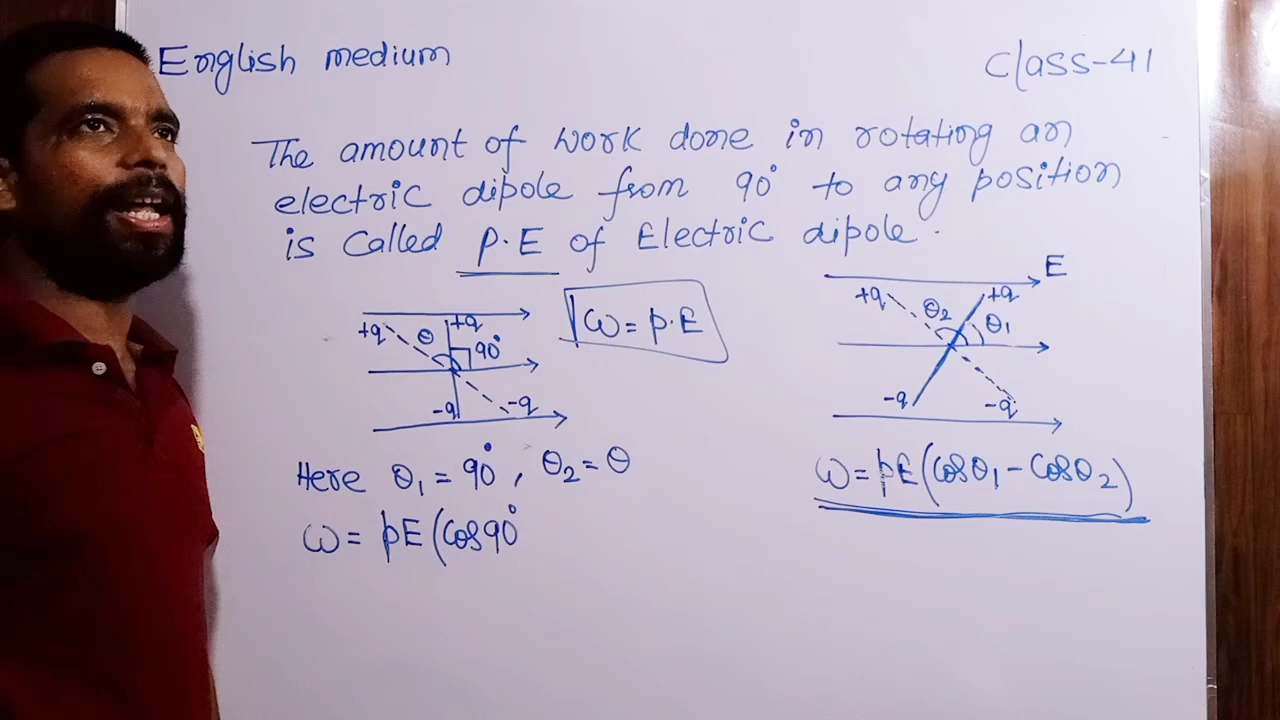 English medium
Class-41
The amount of work done in rotating an
electric dipole from 90° to any position
is called P.E of Electric dipole.
W = P.E
+q θ +q
90°
-q -q
E
+q θ2 +q
θ1
-q -q
Here θ1 = 90°, θ2 = θ
W = pE(Cosθ1 - Cosθ2)
W = pE (Cos90°